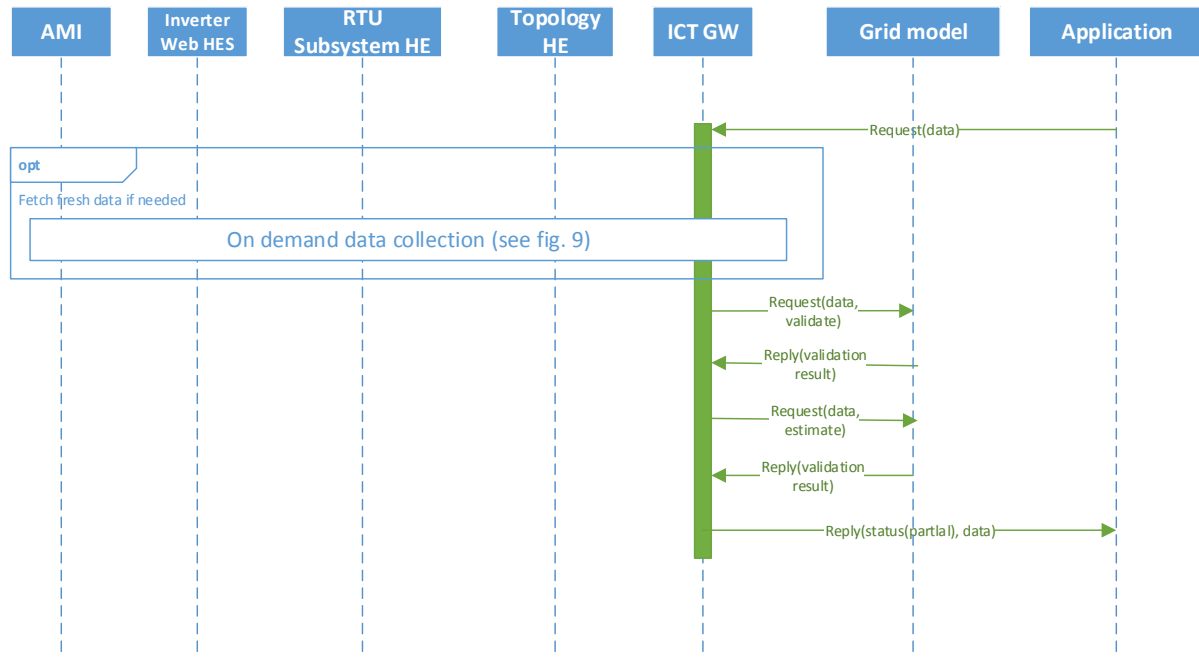 AMI
Inverter
Web HES
RTU
Subsystem HE
Topology
HE
ICT GW
Grid model
Application
Request(data)
opt
Fetch fresh data if needed
On demand data collection (see fig. 9)
Request(data,
validate)
Reply(validation
result)
Request(data,
estimate)
Reply(validation
result)
Reply(status(partlal), data)